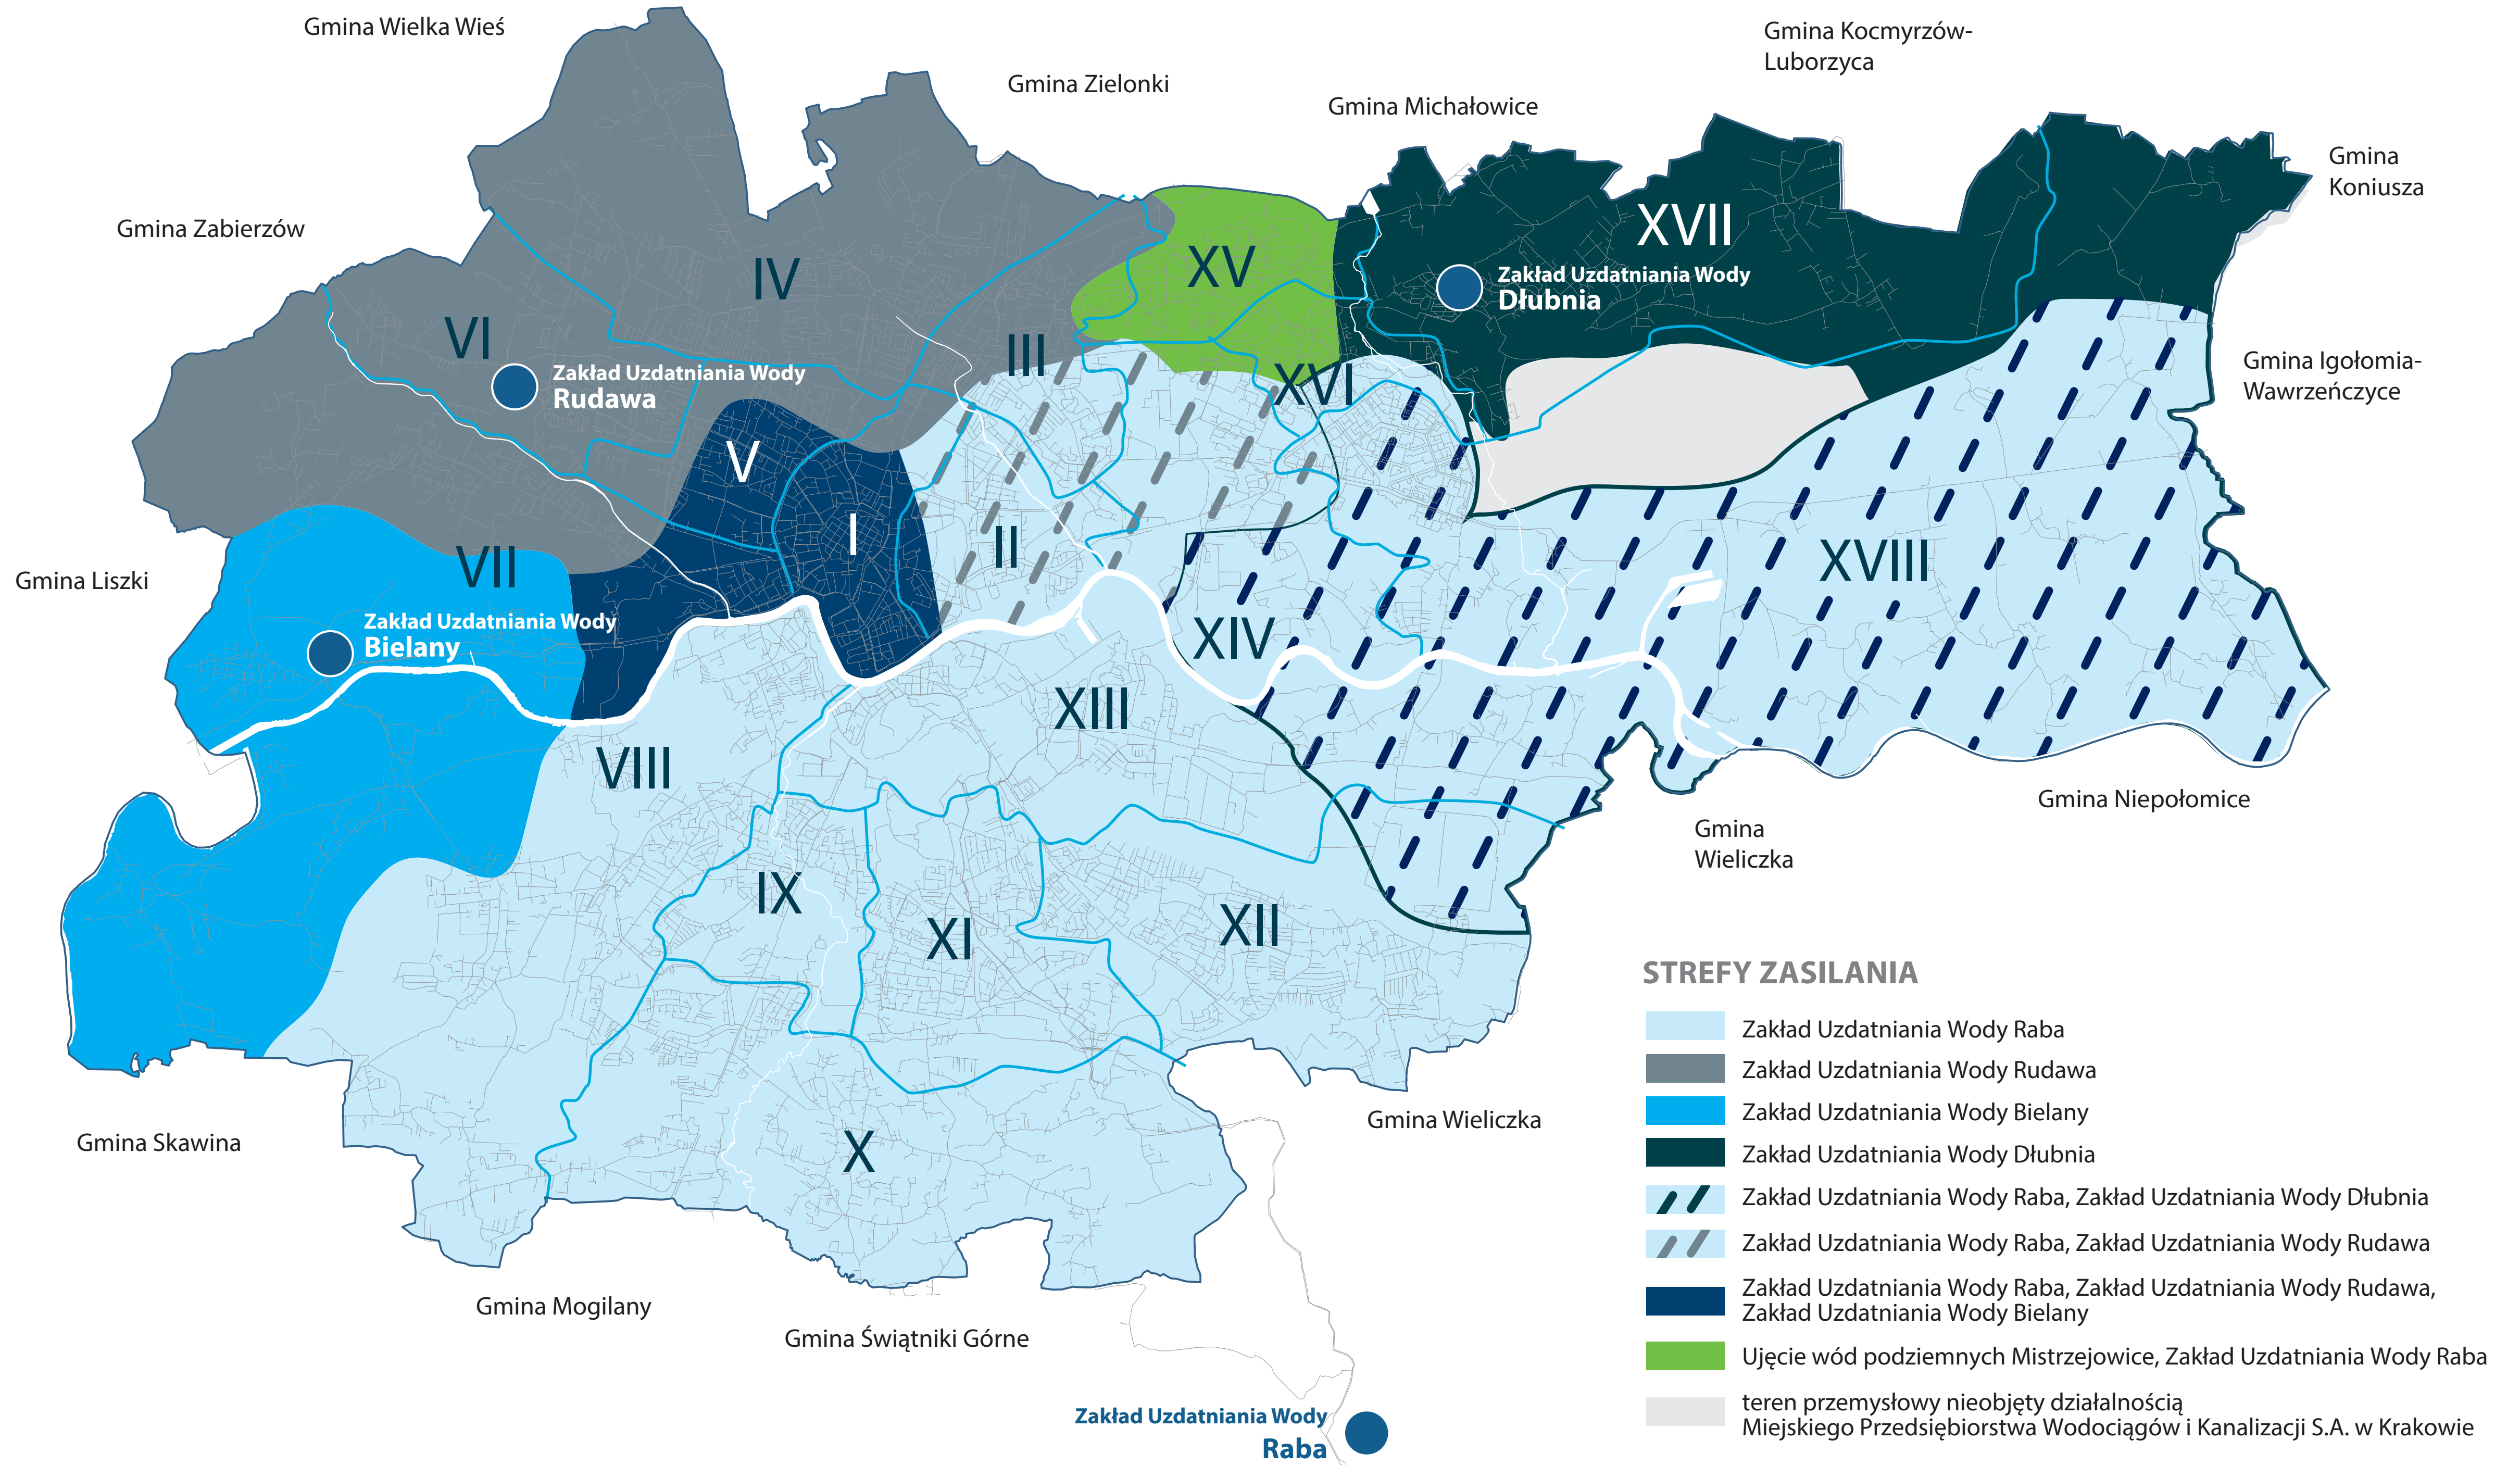 Gmina Wielka Wieś
Gmina Kocmyrzów-
Luborzyca
Gmina Zielonki
Gmina Michałowice
Gmina
Koniusza
Gmina Zabierzów
XVII
XV
IV
Zakład Uzdatniania Wody
Dłubnia
VI
III
Gmina Igołomia-
Wawrzeńczyce
Zakład Uzdatniania Wody
Rudawa
XVI
V
I
II
VII
XVIII
Gmina Liszki
Zakład Uzdatniania Wody
Bielany
XIV
XIII
VIII
Gmina Niepołomice
Gmina
Wieliczka
IX
XI
XII
Gmina Wieliczka
Gmina Skawina
X
Gmina Mogilany
Gmina Świątniki Górne
Zakład Uzdatniania Wody
Raba
STREFY ZASILANIA
Zakład Uzdatniania Wody Raba
Zakład Uzdatniania Wody Rudawa
Zakład Uzdatniania Wody Bielany
Zakład Uzdatniania Wody Dłubnia
Zakład Uzdatniania Wody Raba, Zakład Uzdatniania Wody Dłubnia
Zakład Uzdatniania Wody Raba, Zakład Uzdatniania Wody Rudawa
Zakład Uzdatniania Wody Raba, Zakład Uzdatniania Wody Rudawa,
Zakład Uzdatniania Wody Bielany
Ujęcie wód podziemnych Mistrzejowice, Zakład Uzdatniania Wody Raba
teren przemysłowy nieobjęty działalnością
Miejskiego Przedsiębiorstwa Wodociągów i Kanalizacji S.A. w Krakowie